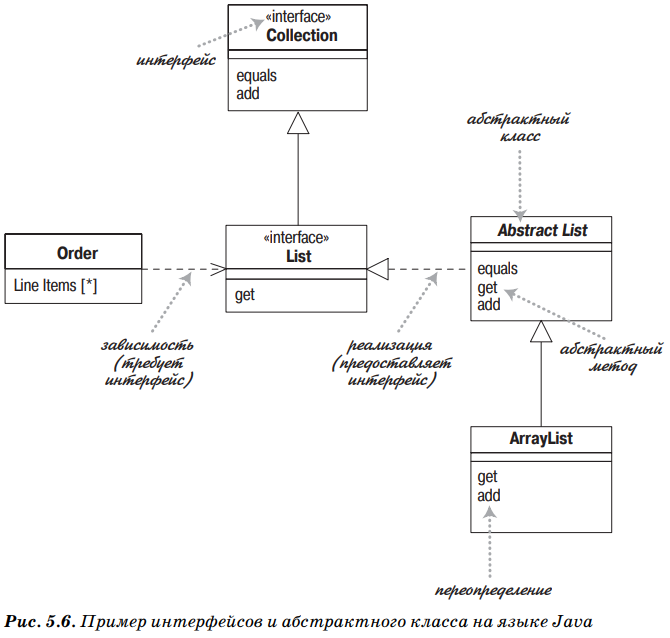 «interface»
Collection
интерфейс
equals
add
абстрактный
класс
«interface»
List
get
Abstract List
equals
get
add
Order
Line Items [*]
зависимость
(требует
интерфейс)
реализация
(предоставляет
интерфейс)
абстрактный
метод
ArrayList
get
add
переопределение
Рис. 5.6. Пример интерфейсов и абстрактного класса на языке Java